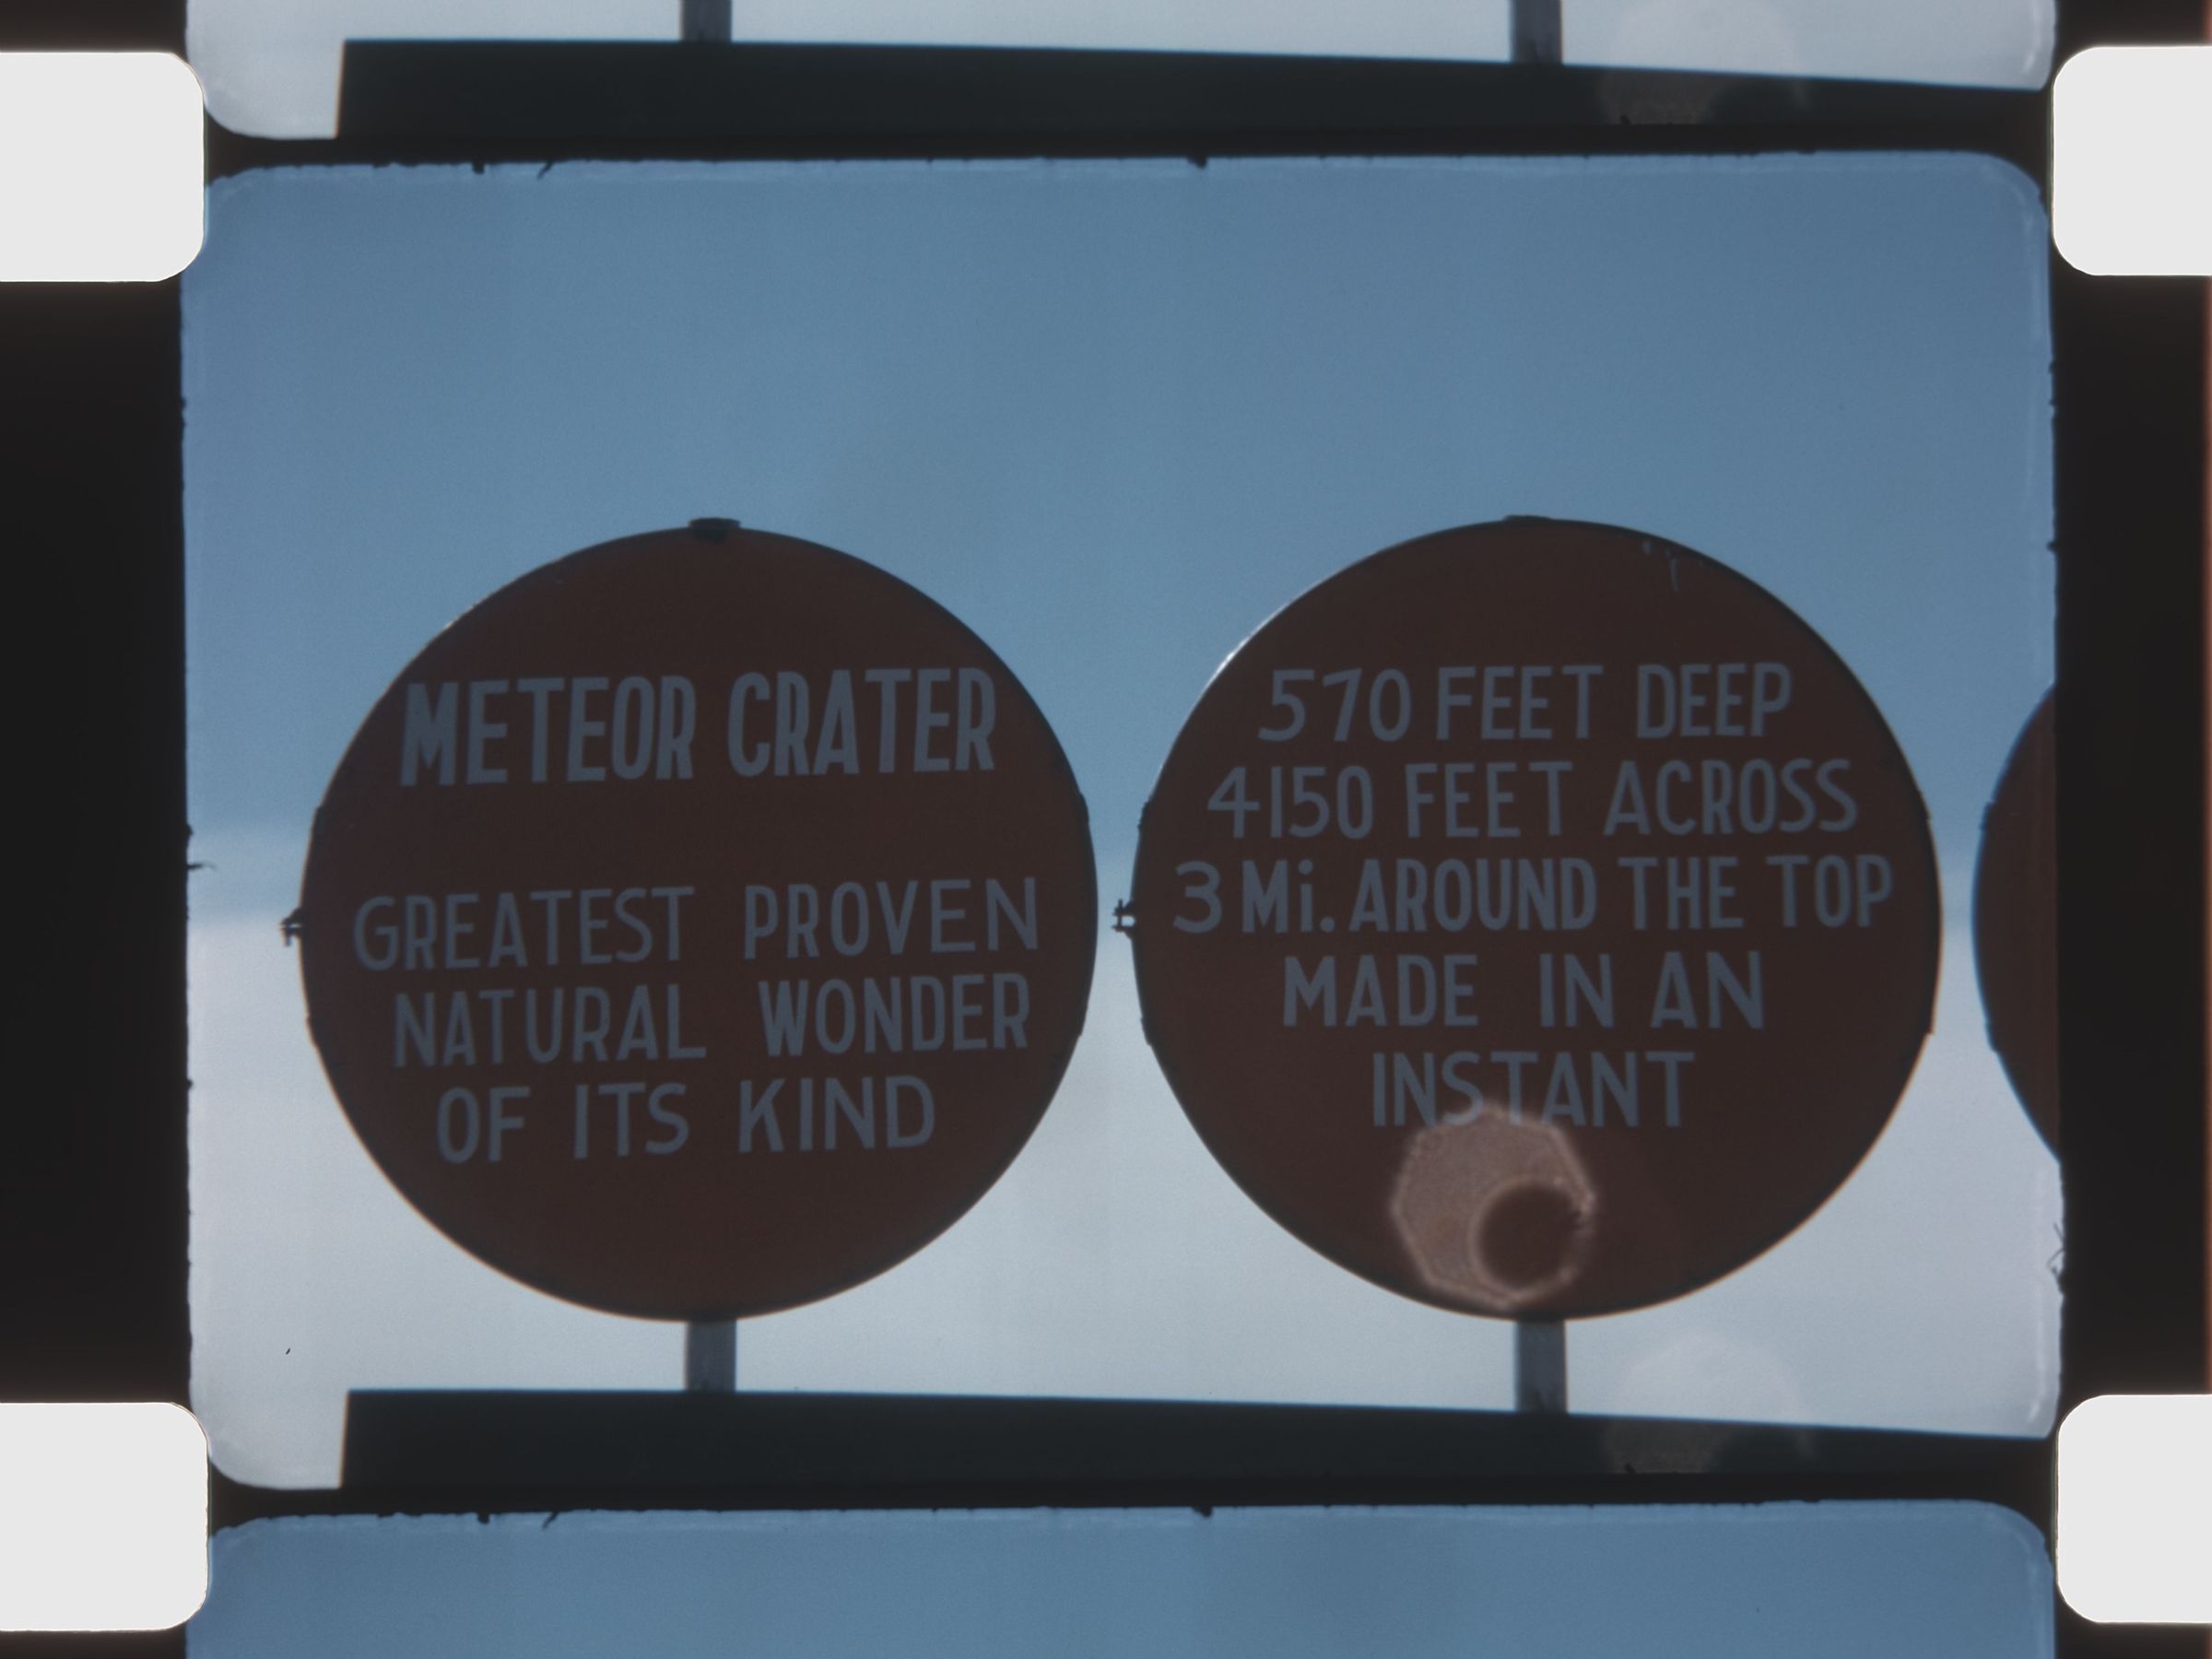 METEOR CRATER
GREATEST PROVEN
NATURAL WONDER
OF ITS KIND
570 FEET DEEP
4150 FEET ACROSS
3 Mi. AROUND THE TOP
MADE IN AN
INSTANT